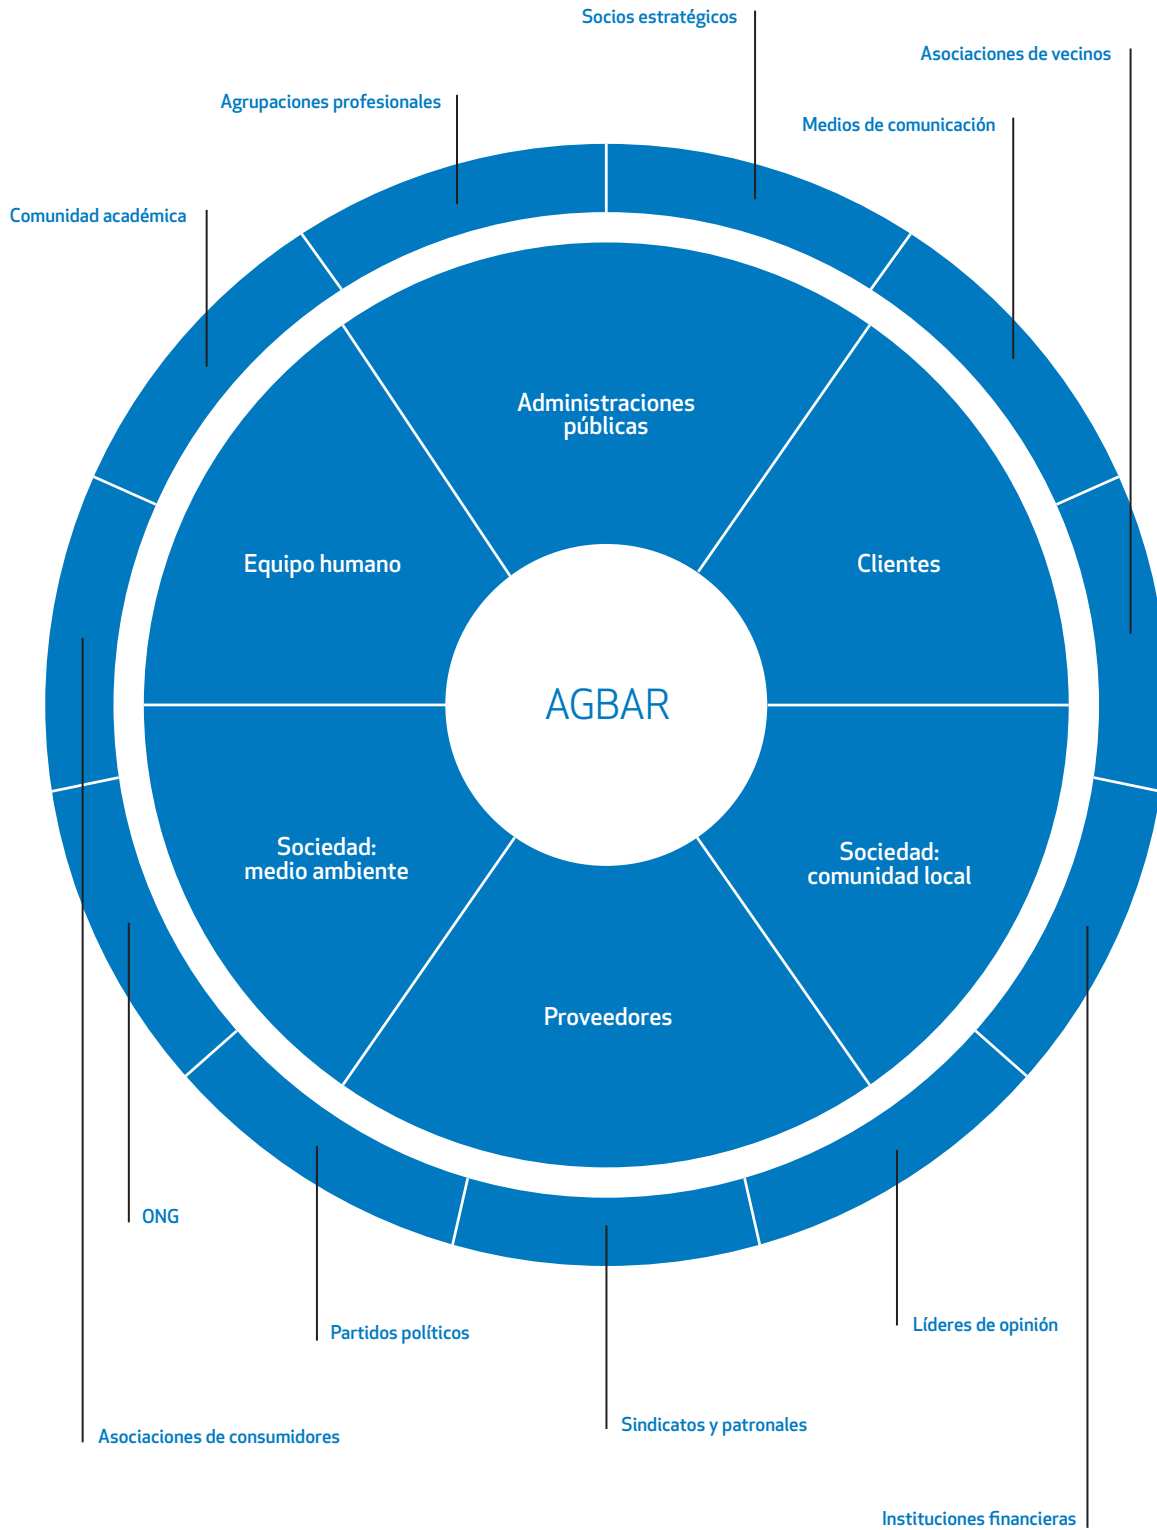 Socios estratégicos
Asociaciones de vecinos
Agrupaciones profesionales
Medios de comunicación
Comunidad académica
Administraciones
públicas
Equipo humano
Clientes
AGBAR
Sociedad:
medio ambiente
Sociedad:
comunidad local
Proveedores
ONG
Partidos políticos
Líderes de opinión
Sindicatos y patronales
Asociaciones de consumidores
Instituciones financieras